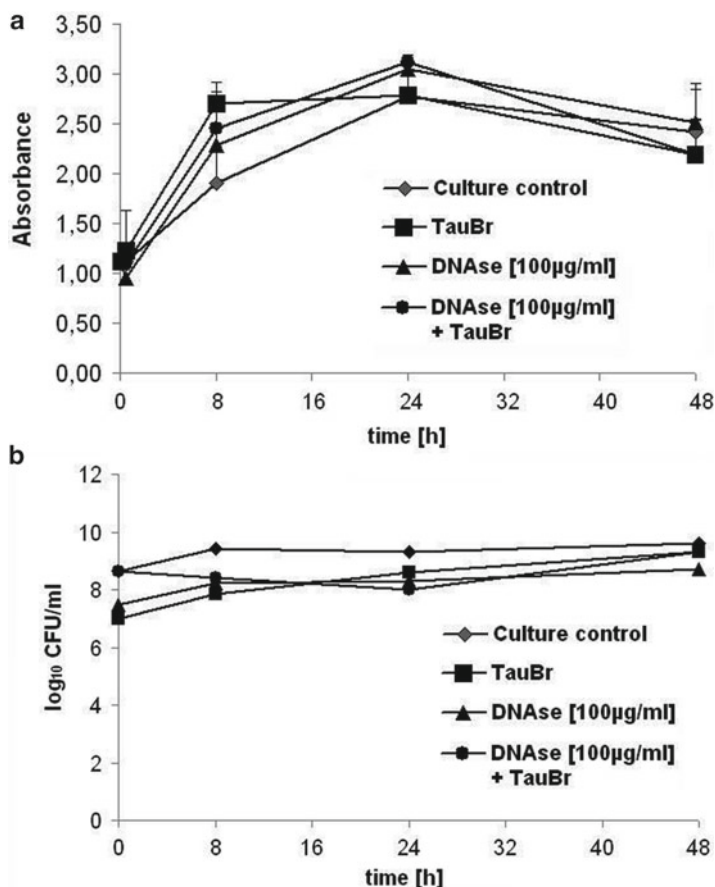 a
3,50
3,00
2,50
2,00
1,50
1,00
0,50
0,00
Absorbance
Culture control
TauBr
DNAse [100µg/ml]
DNAse [100µg/ml]
+ TauBr
0
8
16
24
32
40
48
time [h]
b
12
10
8
6
4
2
0
log₁₀ CFU/ml
Culture control
TauBr
DNAse [100µg/ml]
DNAse [100µg/ml]
+ TauBr
0
8
16
24
32
40
48
time [h]